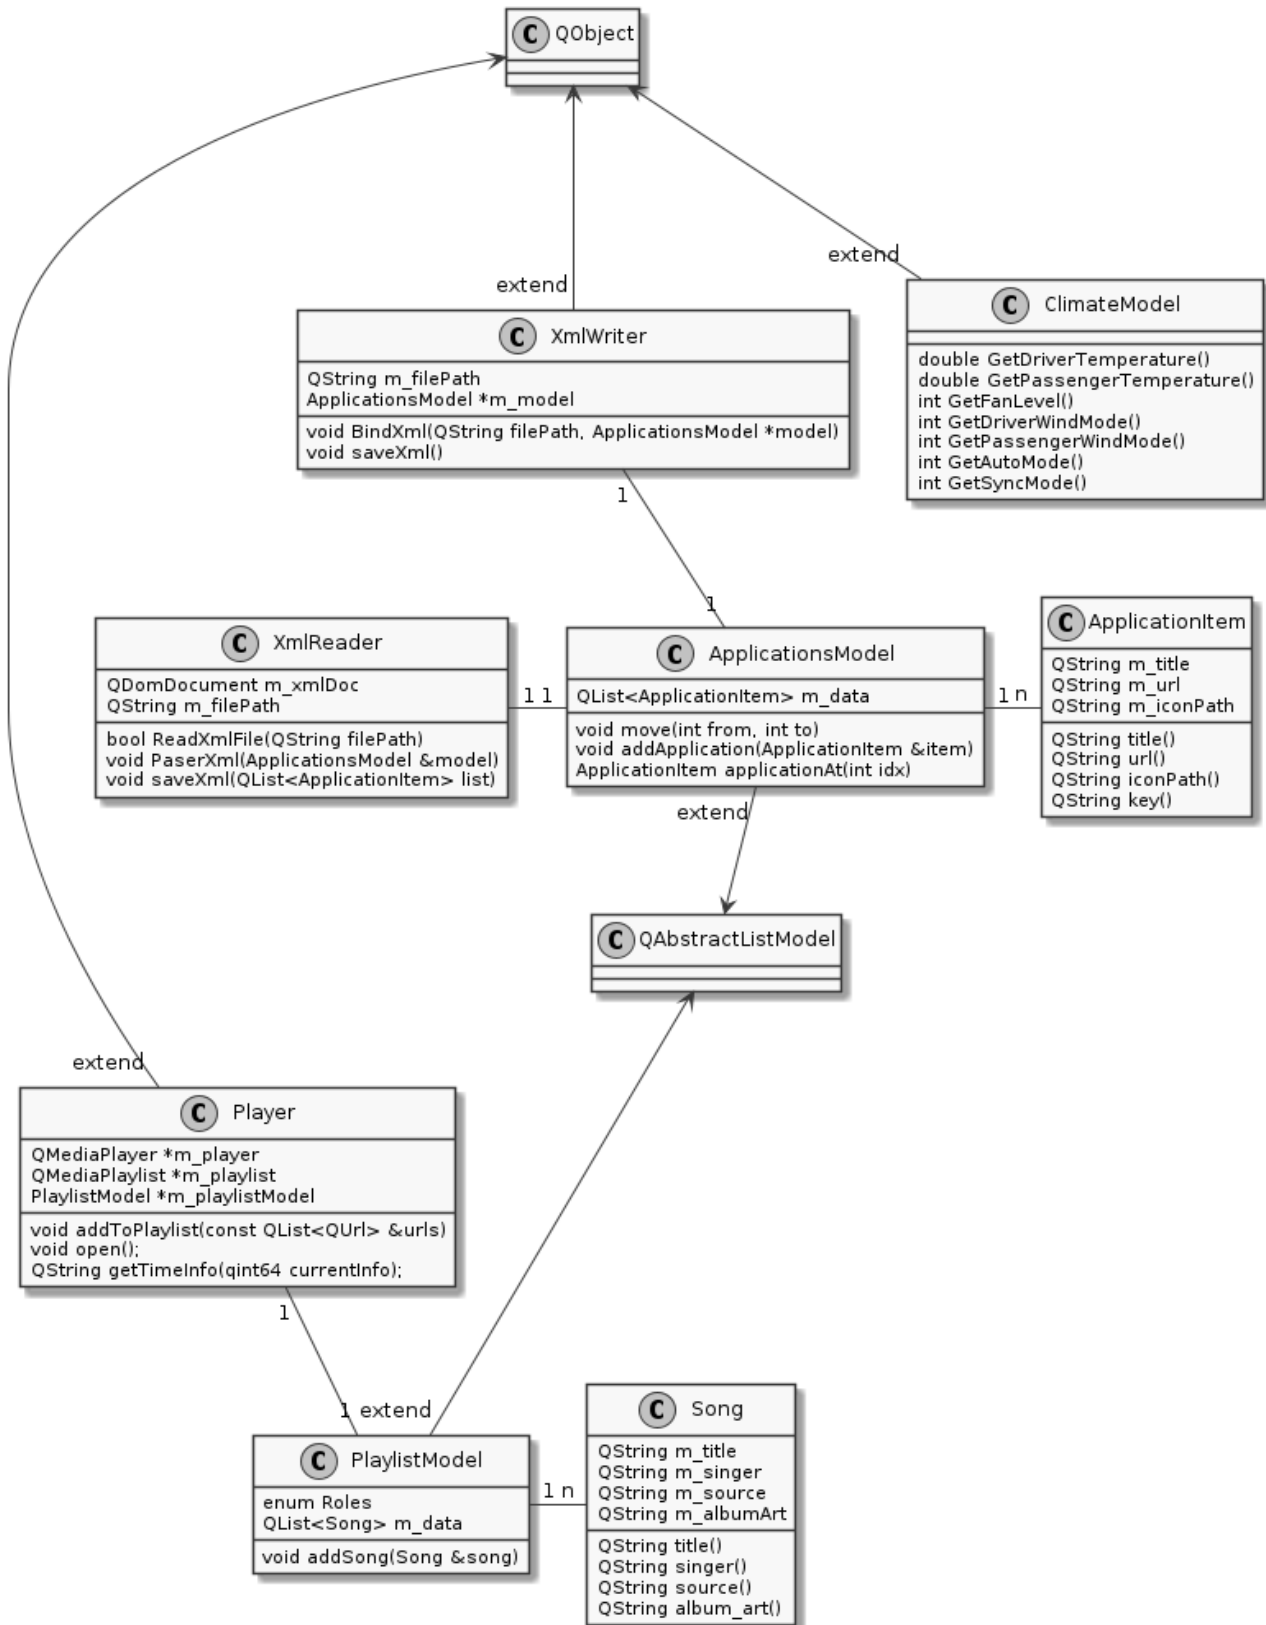 C QObject
extend
extend
C XmlWriter
QString m_filePath
ApplicationsModel *m_model
void BindXml(QString filePath, ApplicationsModel *model)
void saveXml()
C ClimateModel
double GetDriverTemperature()
double GetPassengerTemperature()
int GetFanLevel()
int GetDriverWindMode()
int GetPassengerWindMode()
int GetAutoMode()
int GetSyncMode()
1
1
C XmlReader
QDomDocument m_xmlDoc
QString m_filePath
bool ReadXmlFile(QString filePath)
void PaserXml(ApplicationsModel &model)
void saveXml(QList<ApplicationItem> list)
1 1
C ApplicationsModel
QList<ApplicationItem> m_data
void move(int from, int to)
void addApplication(ApplicationItem &item)
ApplicationItem applicationAt(int idx)
1 n
C ApplicationItem
QString m_title
QString m_url
QString m_iconPath
QString title()
QString url()
QString iconPath()
QString key()
extend
C QAbstractListModel
extend
C Player
QMediaPlayer *m_player
QMediaPlaylist *m_playlist
PlaylistModel *m_playlistModel
void addToPlaylist(const QList<QUrl> &urls)
void open();
QString getTimeInfo(qint64 currentInfo);
1
1 extend
C PlaylistModel
enum Roles
QList<Song> m_data
void addSong(Song &song)
1 n
C Song
QString m_title
QString m_singer
QString m_source
QString m_albumArt
QString title()
QString singer()
QString source()
QString album_art()